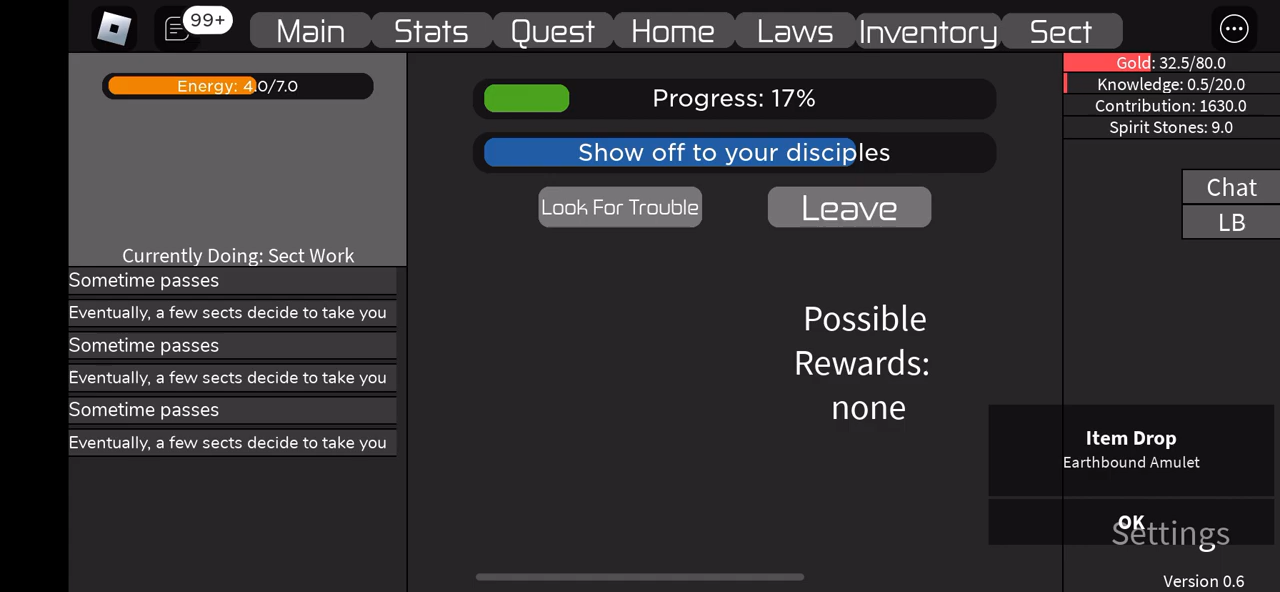 99+
Main
Stats
Quest
Home
Laws
Inventory
Sect
Energy: 4.0/7.0
Currently Doing: Sect Work
Sometime passes
Eventually, a few sects decide to take you
Sometime passes
Eventually, a few sects decide to take you
Sometime passes
Eventually, a few sects decide to take you
Progress: 17%
Show off to your disciples
Look For Trouble
Leave
Possible
Rewards:
none
Gold: 32.5/80.0
Knowledge: 0.5/20.0
Contribution: 1630.0
Spirit Stones: 9.0
Chat
LB
Item Drop
Earthbound Amulet
OK
Settings
Version 0.6